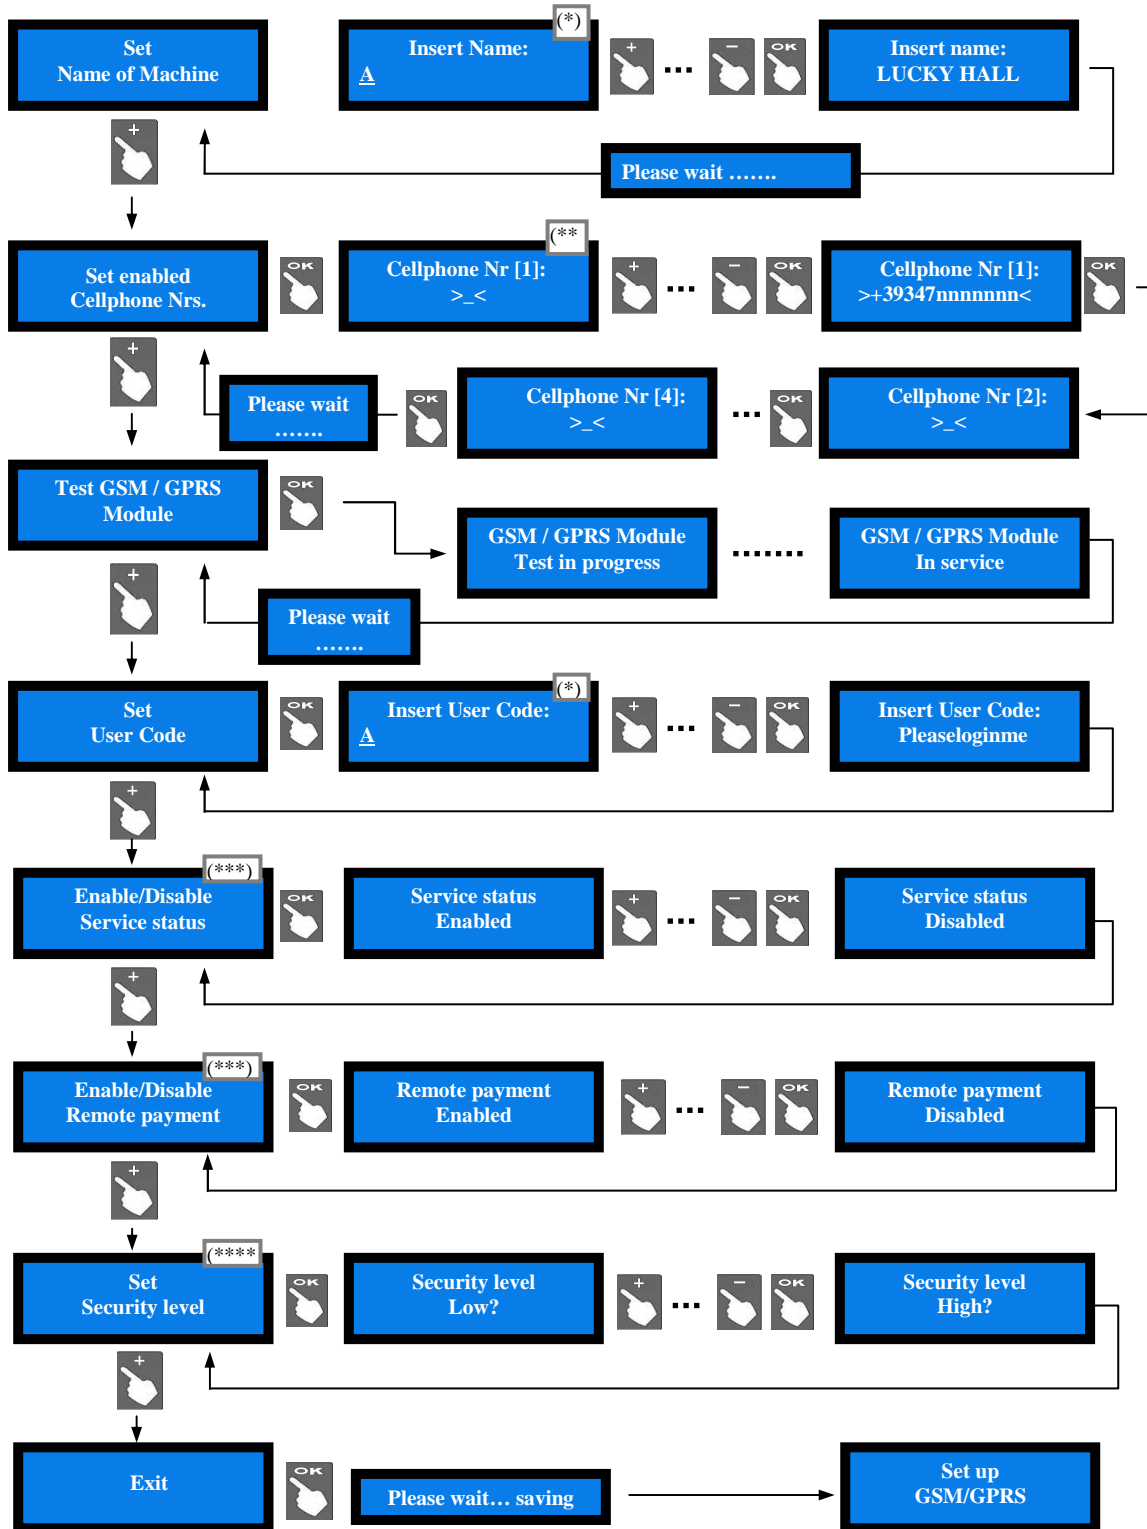 Set
Name of Machine
(*)
Insert Name:
A
+
–
OK
Insert name:
LUCKY HALL
+
Please wait …….
Set enabled
Cellphone Nrs.
OK
(**
Cellphone Nr [1]:
>_<
+
–
OK
Cellphone Nr [1]:
>+39347nnnnnnn<
OK
+
Please wait
…….
OK
Cellphone Nr [4]:
>_<
OK
Cellphone Nr [2]:
>_<
Test GSM / GPRS
Module
OK
GSM / GPRS Module
Test in progress
GSM / GPRS Module
In service
+
Please wait
…….
Set
User Code
OK
(*)
Insert User Code:
A
+
–
OK
Insert User Code:
Pleaseloginme
+
(***)
Enable/Disable
Service status
OK
Service status
Enabled
+
–
OK
Service status
Disabled
+
(***)
Enable/Disable
Remote payment
OK
Remote payment
Enabled
+
–
OK
Remote payment
Disabled
+
(****
Set
Security level
OK
Security level
Low?
+
–
OK
Security level
High?
+
Exit
OK
Please wait… saving
Set up
GSM/GPRS